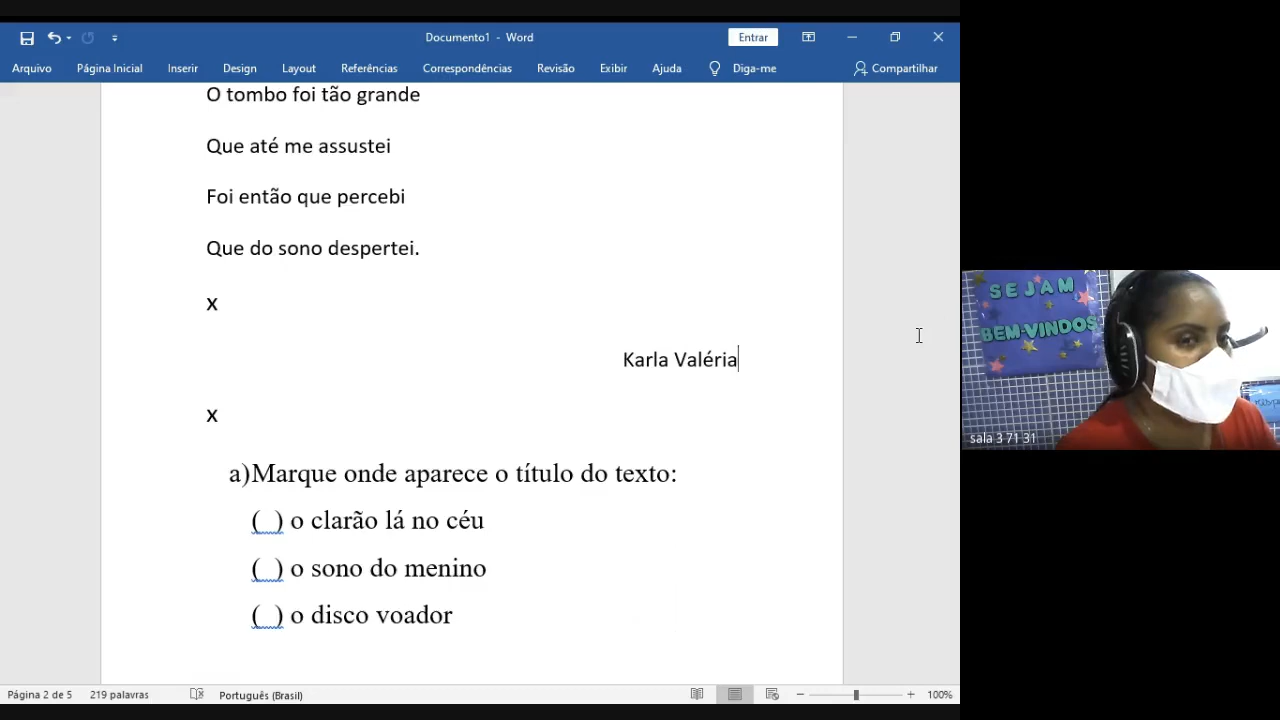 Documento1 - Word
Entrar
Arquivo Página Inicial Inserir Design Layout Referências Correspondências Revisão Exibir Ajuda Diga-me Compartilhar
O tombo foi tão grande
Que até me assustei
Foi então que percebi
Que do sono despertei.
x
Karla Valéria
x
a)Marque onde aparece o título do texto:
( ) o clarão lá no céu
( ) o sono do menino
( ) o disco voador
Página 2 de 5 219 palavras Português (Brasil) 100%
SEJAM
BEM-VINDOS
sala 3 71 31